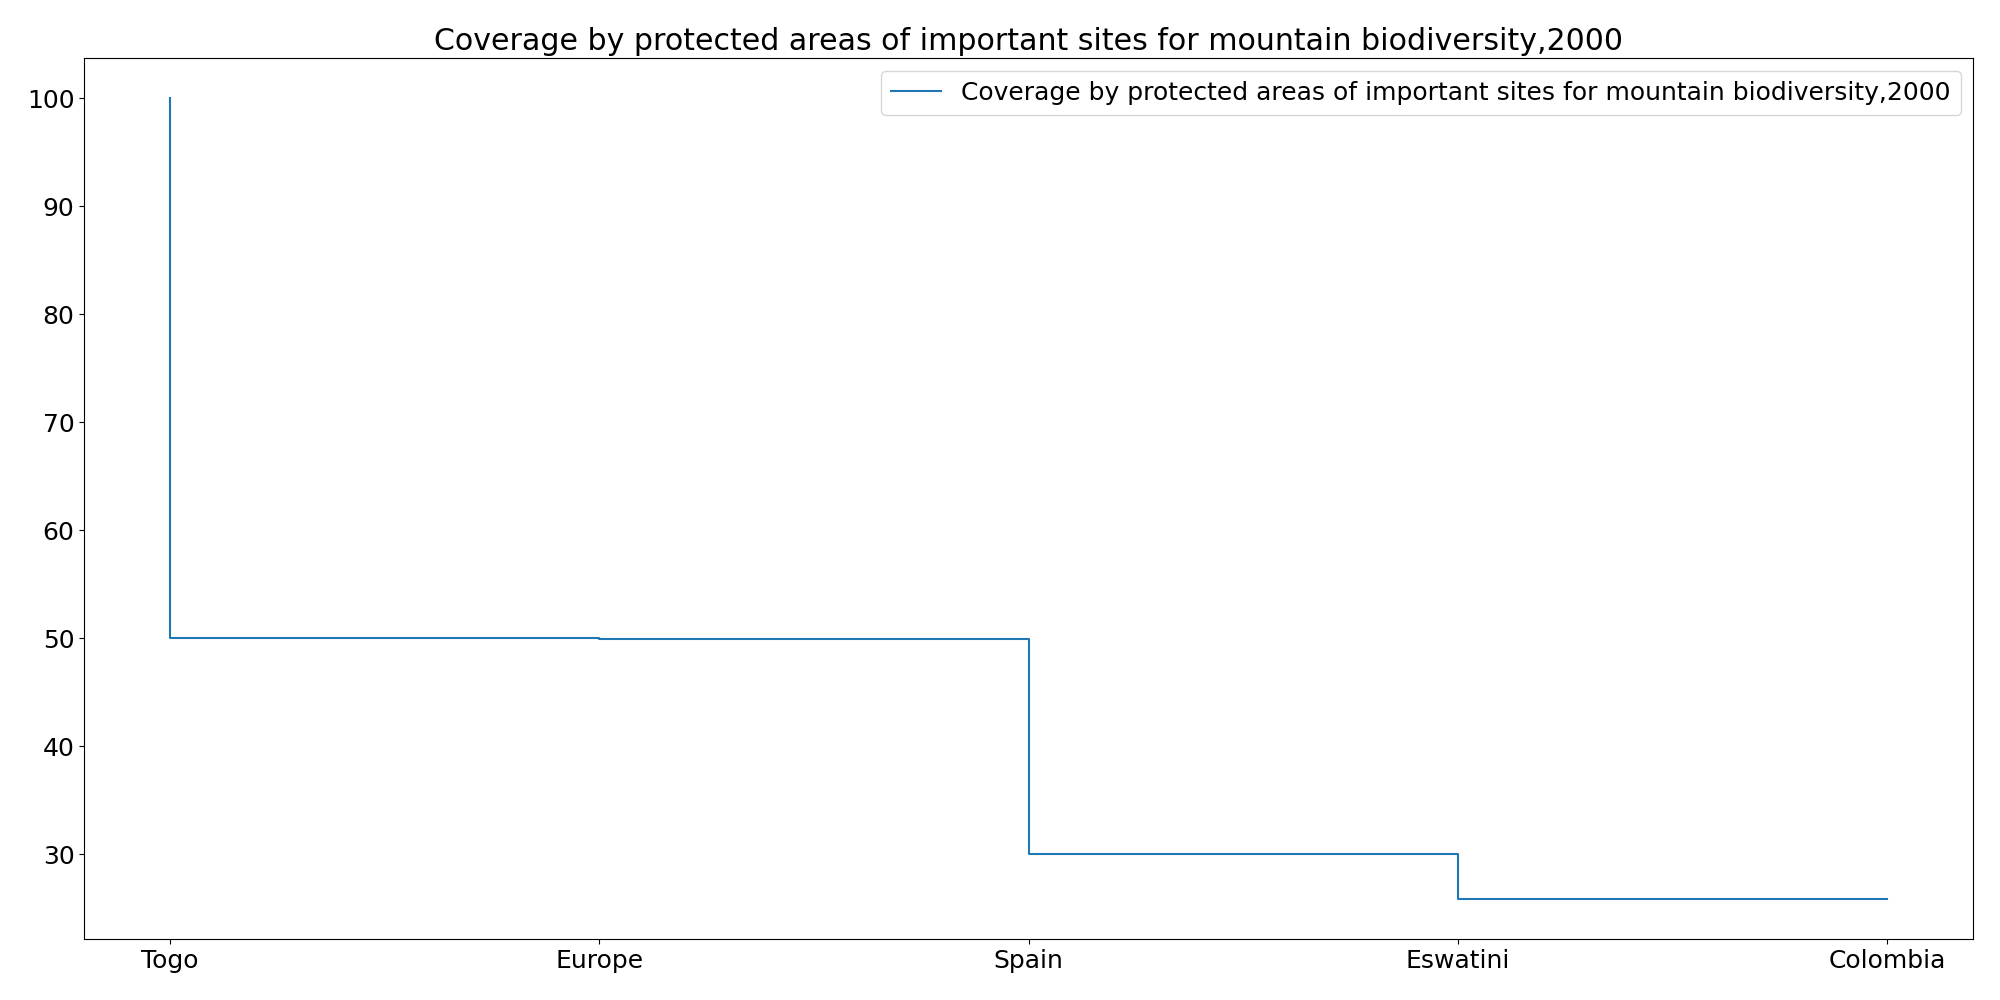 Coverage by protected areas of important sites for mountain biodiversity,2000
Coverage by protected areas of important sites for mountain biodiversity,2000
100
90
80
70
60
50
40
30
Togo Europe Spain Eswatini Colombia